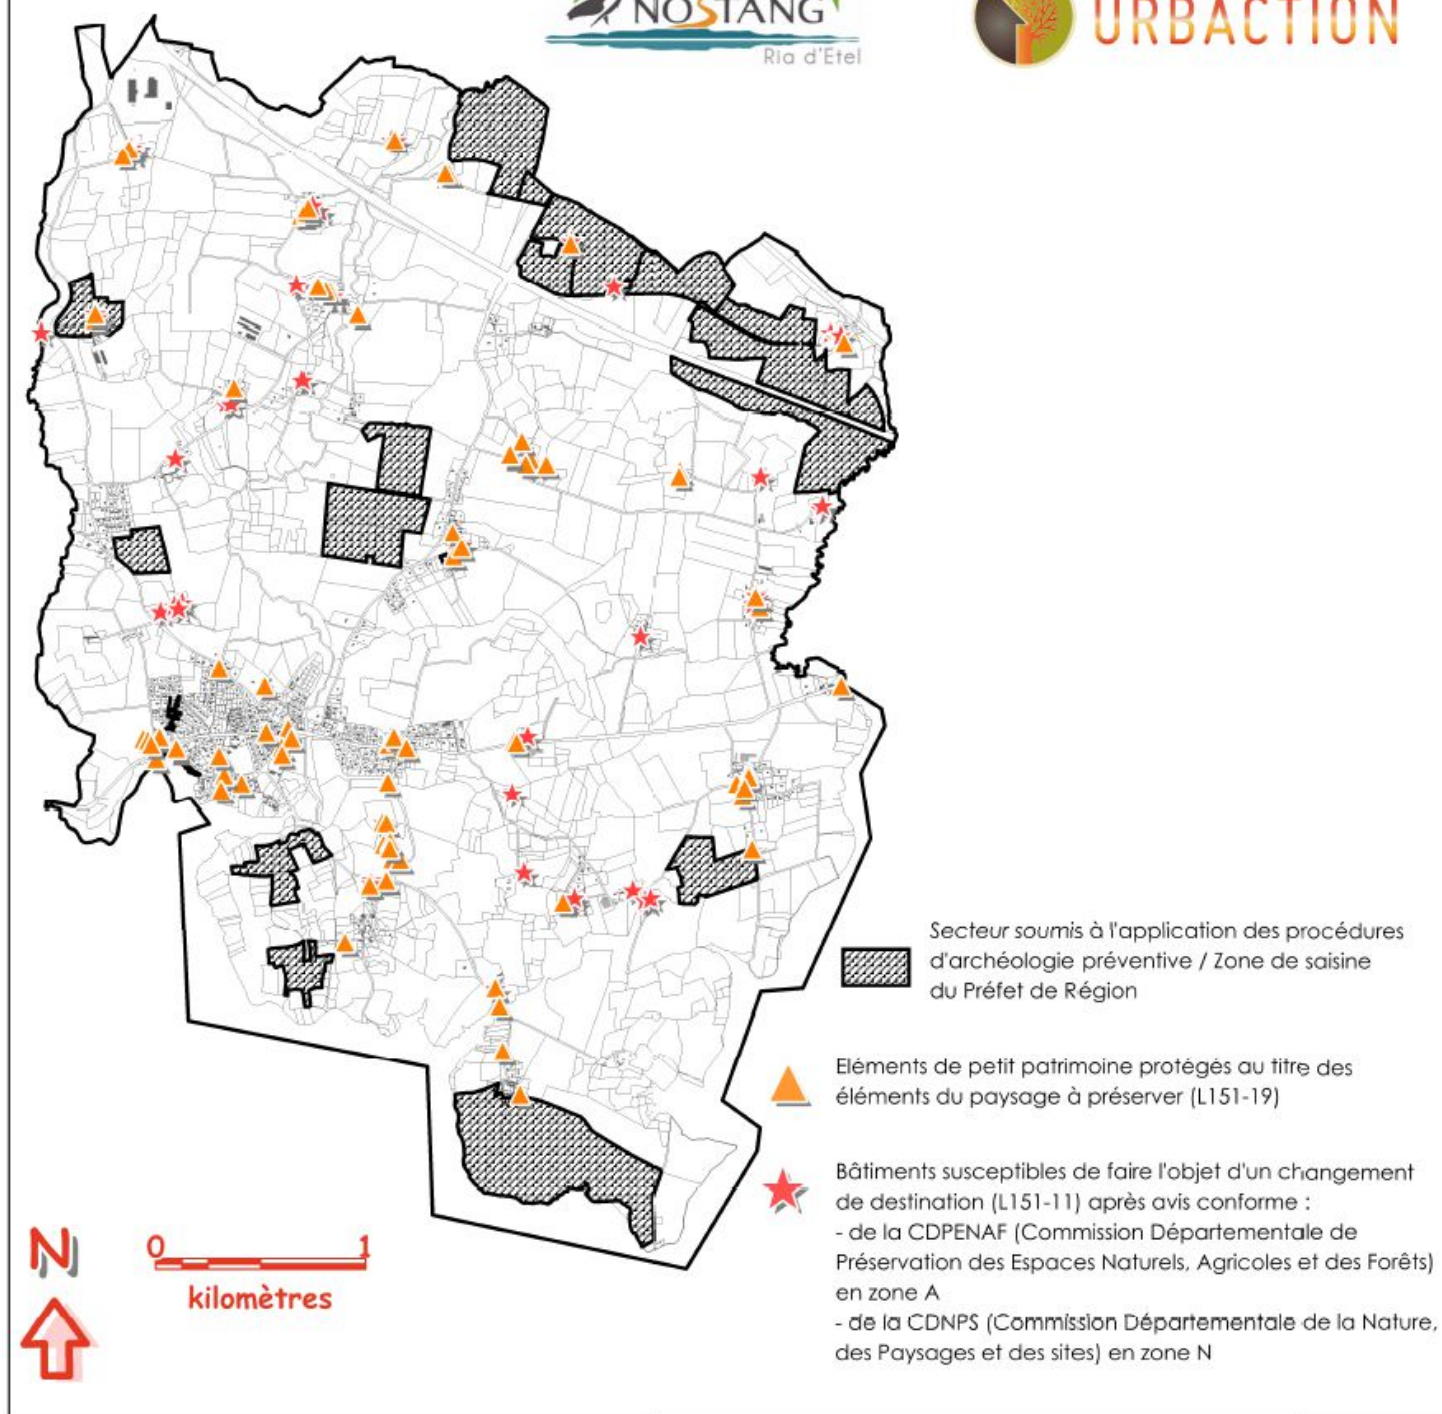 NOSTANG
Ria d'Etel
URBACTION
Secteur soumis à l'application des procédures
d'archéologie préventive / Zone de saisine
du Préfet de Région
Eléments de petit patrimoine protégés au titre des
éléments du paysage à préserver (L151-19)
Bâtiments susceptibles de faire l'objet d'un changement
de destination (L151-11) après avis conforme :
- de la CDPENAF (Commission Départementale de
Préservation des Espaces Naturels, Agricoles et des Forêts)
en zone A
- de la CDNPS (Commission Départementale de la Nature,
des Paysages et des sites) en zone N
N
0 1
kilomètres